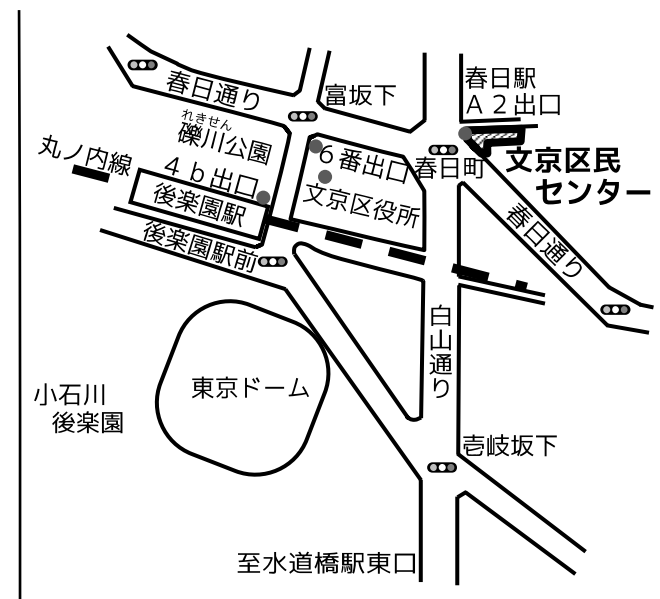 春日駅
Ａ２出口
春日通り
富坂下
れきせん
礫川公園
丸ノ内線
４ｂ出口
６番出口
春日町
文京区民
センター
後楽園駅
文京区役所
春日通り
後楽園駅前
白山通り
東京ドーム
小石川
後楽園
壱岐坂下
至水道橋駅東口